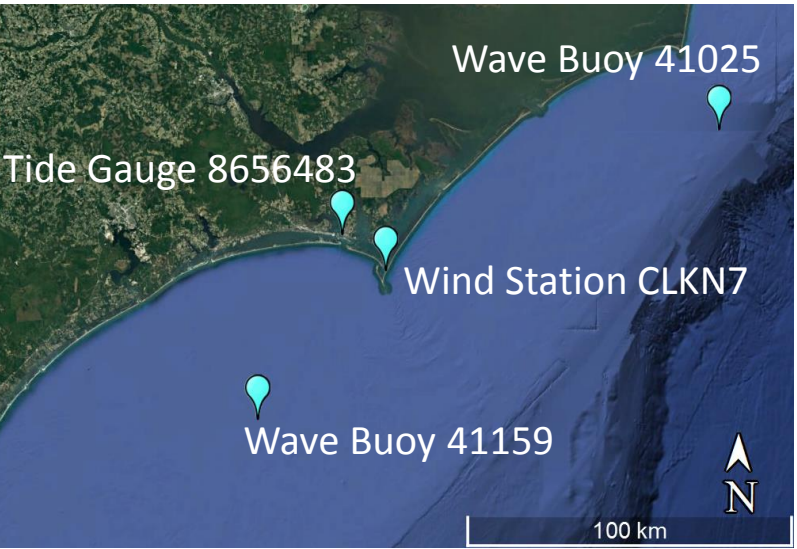 Wave Buoy 41025
Tide Gauge 8656483
Wind Station CLKN7
Wave Buoy 41159
N
100 km